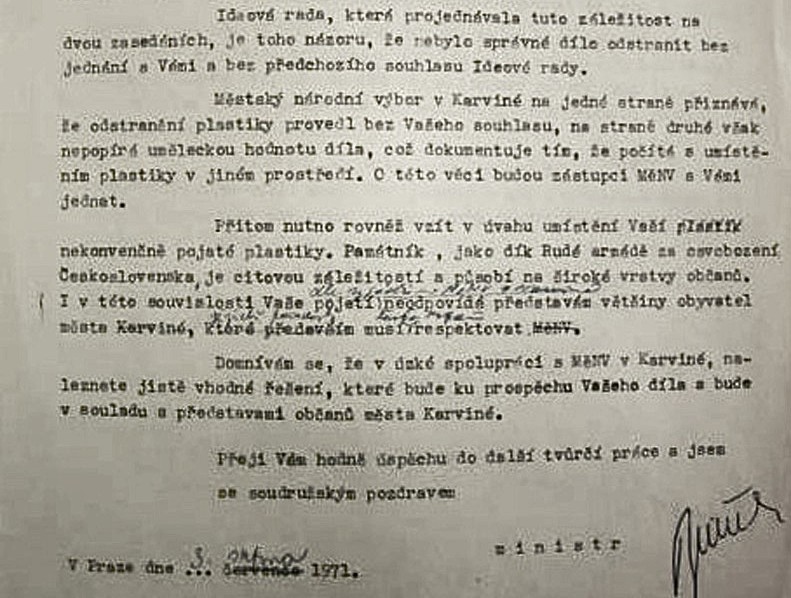 Ideová rada, která projednávala tuto záležitost na
dvou zasedáních, je toho názoru, že nebylo správné dílo odstranit bez
jednání s Vámi a bez předchozího souhlasu Ideové rady.
Městský národní výbor v Karviné na jedné straně přiznává,
že odstranění plastiky provedl bez Vašeho souhlasu, na straně druhé však
nepopírá uměleckou hodnotu díla, což dokumentuje tím, že počítá s umístě-
ním plastiky v jiném prostředí. O této věci budou zástupci MěNV s Vámi
jednat.
Přitom nutno rovněž vzít v úvahu umístění Vaší plastik
nekonvenčně pojaté plastiky. Památník , jako dík Rudé armádě za osvobození
Československa, je citovou záležitostí a působí na široké vrstvy občanů.
I v této souvislosti Vaše pojetí neodpovídá představám většiny obyvatel
města Karviné, které především musí respektovat MěNV.
Domnívám se, že v úzké spolupráci s MěNV v Karviné, na-
leznete jistě vhodné řešení, které bude ku prospěchu Vašeho díla a bude
v souladu s představami občanů města Karviné.
Přeji Vám hodně úspěchu do další tvůrčí práce a jsem
se soudružským pozdravem
ministr
V Praze dne 3. srpna července 1971.